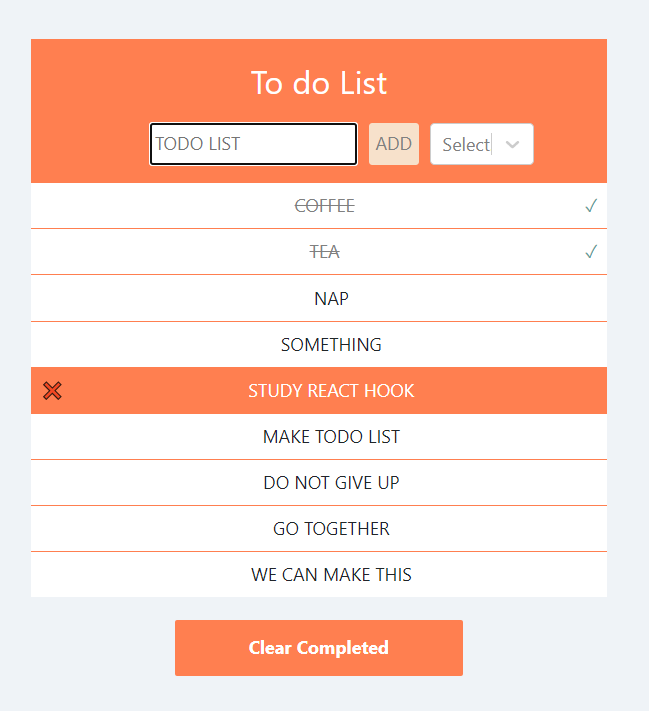 To do List
TODO LIST ADD Select
COFFEE ✓
TEA ✓
NAP
SOMETHING
STUDY REACT HOOK
MAKE TODO LIST
DO NOT GIVE UP
GO TOGETHER
WE CAN MAKE THIS
Clear Completed